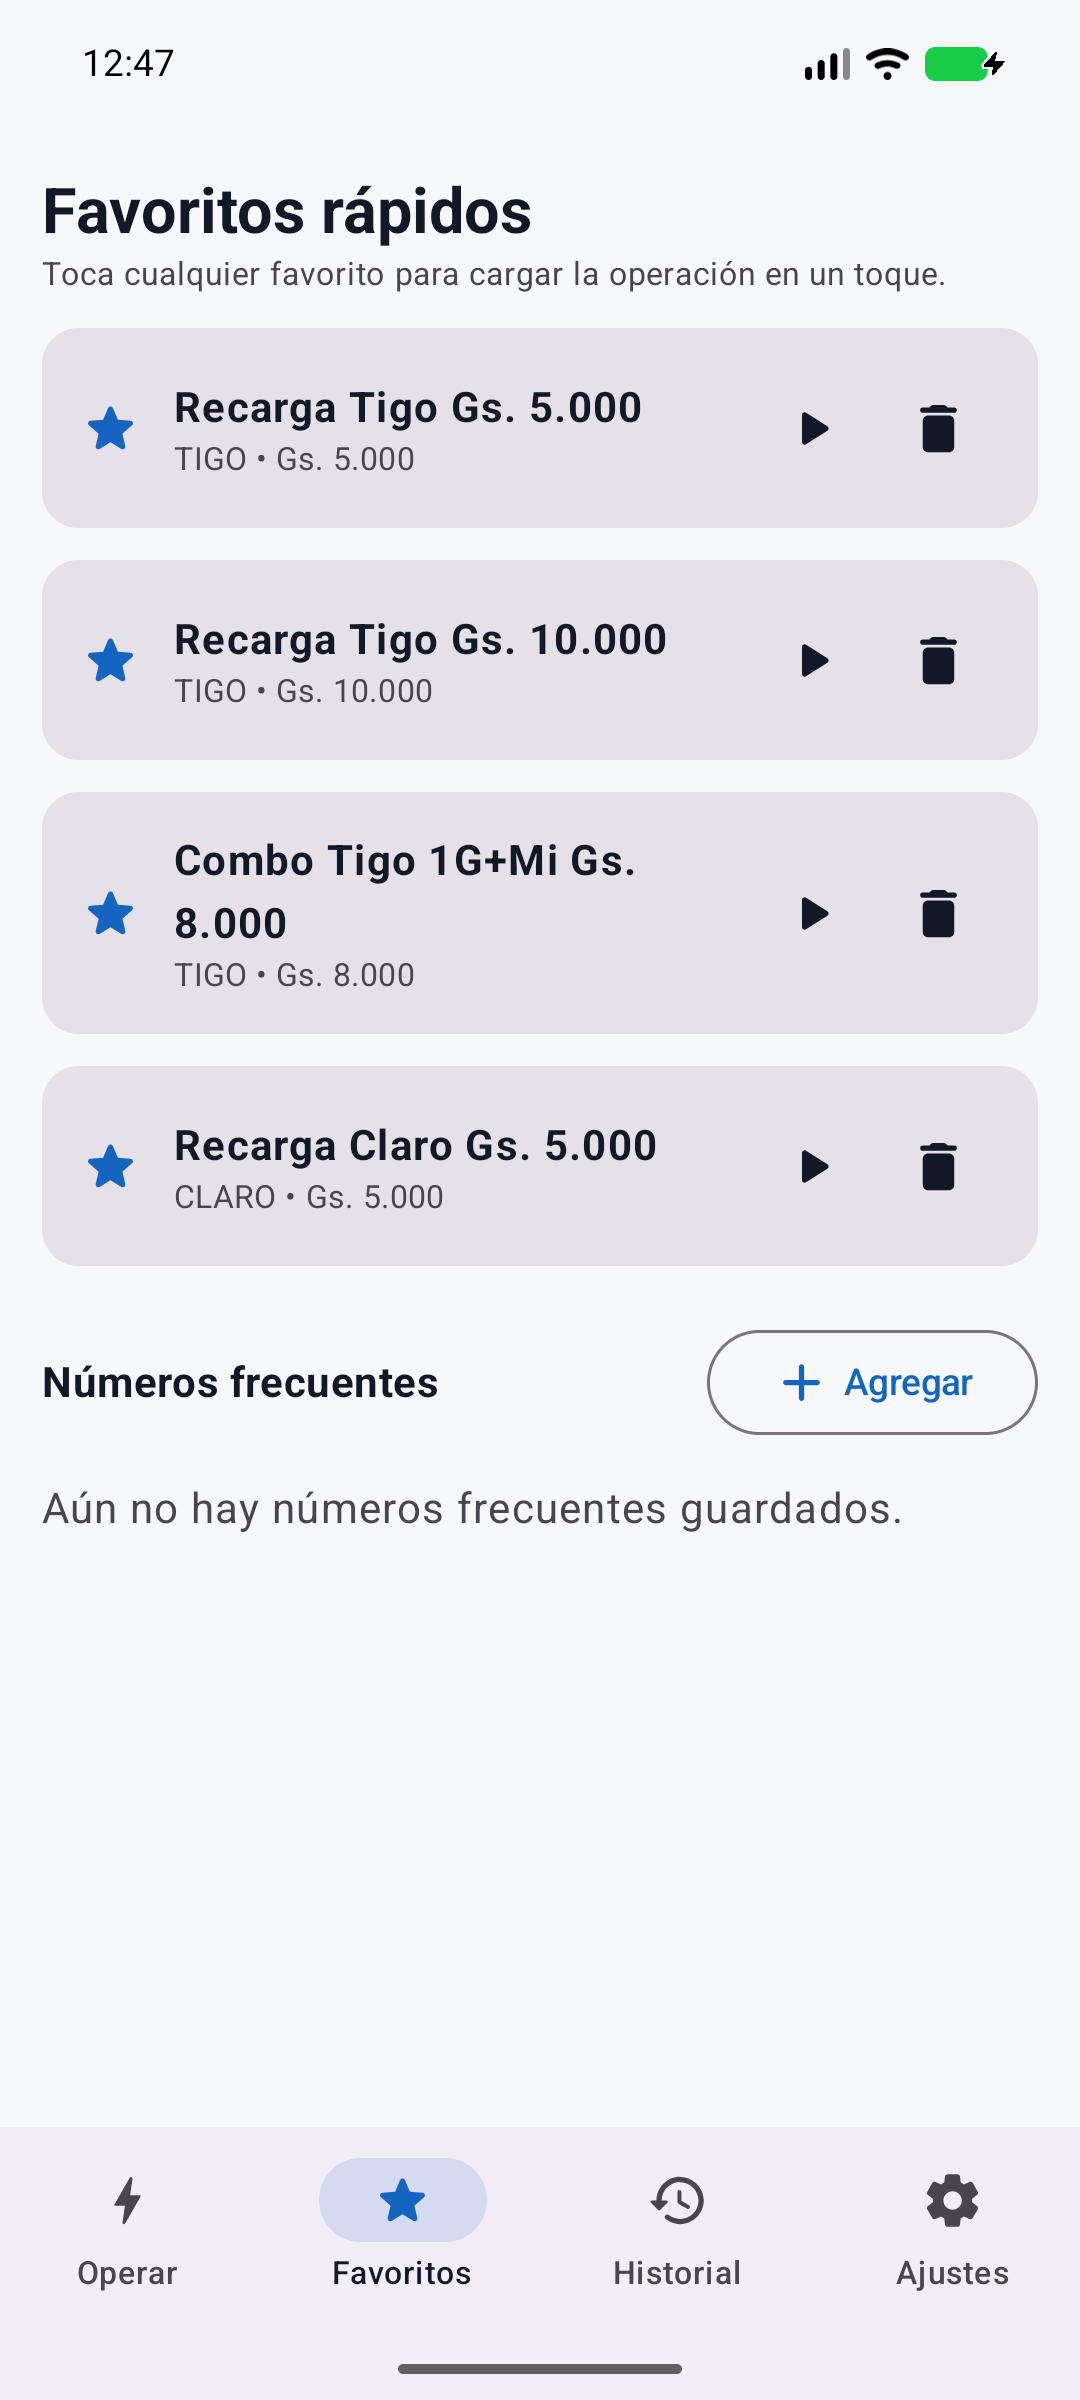 12:47
Favoritos rápidos
Toca cualquier favorito para cargar la operación en un toque.
Recarga Tigo Gs. 5.000
TIGO • Gs. 5.000
Recarga Tigo Gs. 10.000
TIGO • Gs. 10.000
Combo Tigo 1G+Mi Gs.
8.000
TIGO • Gs. 8.000
Recarga Claro Gs. 5.000
CLARO • Gs. 5.000
Números frecuentes
Agregar
Aún no hay números frecuentes guardados.
Operar
Favoritos
Historial
Ajustes